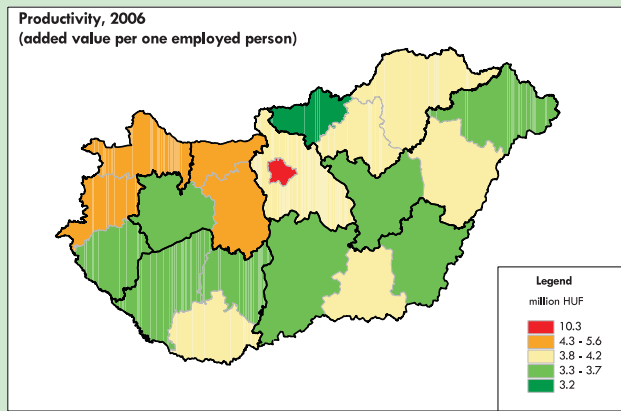 Productivity, 2006
(added value per one employed person)
Legend
million HUF
10.3
4.3 - 5.6
3.8 - 4.2
3.3 - 3.7
3.2